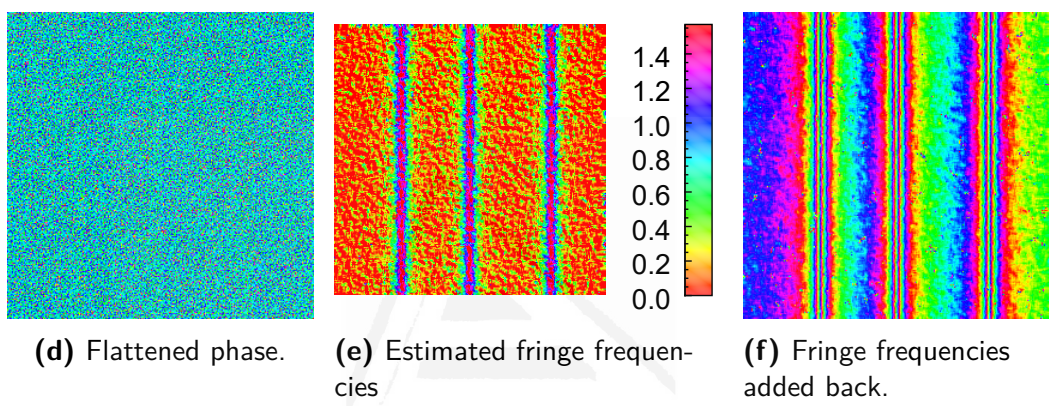 1.4
1.2
1.0
0.8
0.6
0.4
0.2
0.0
(d) Flattened phase.
(e) Estimated fringe frequen-
cies
(f) Fringe frequencies
added back.